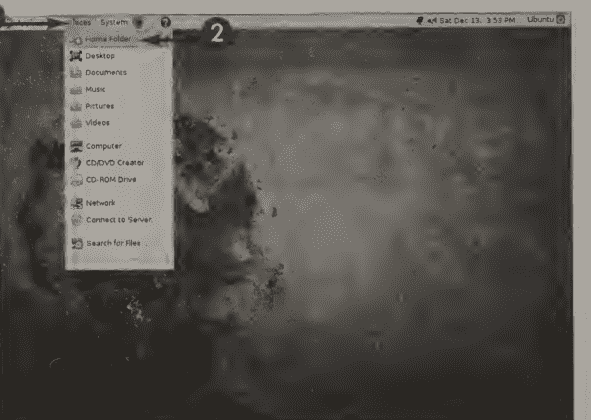 Places System
Sat Dec 13, 3:53 PM Ubuntu
2
Home Folder
Desktop
Documents
Music
Pictures
Videos
Computer
CD/DVD Creator
CD-ROM Drive
Network
Connect to Server...
Search for Files...